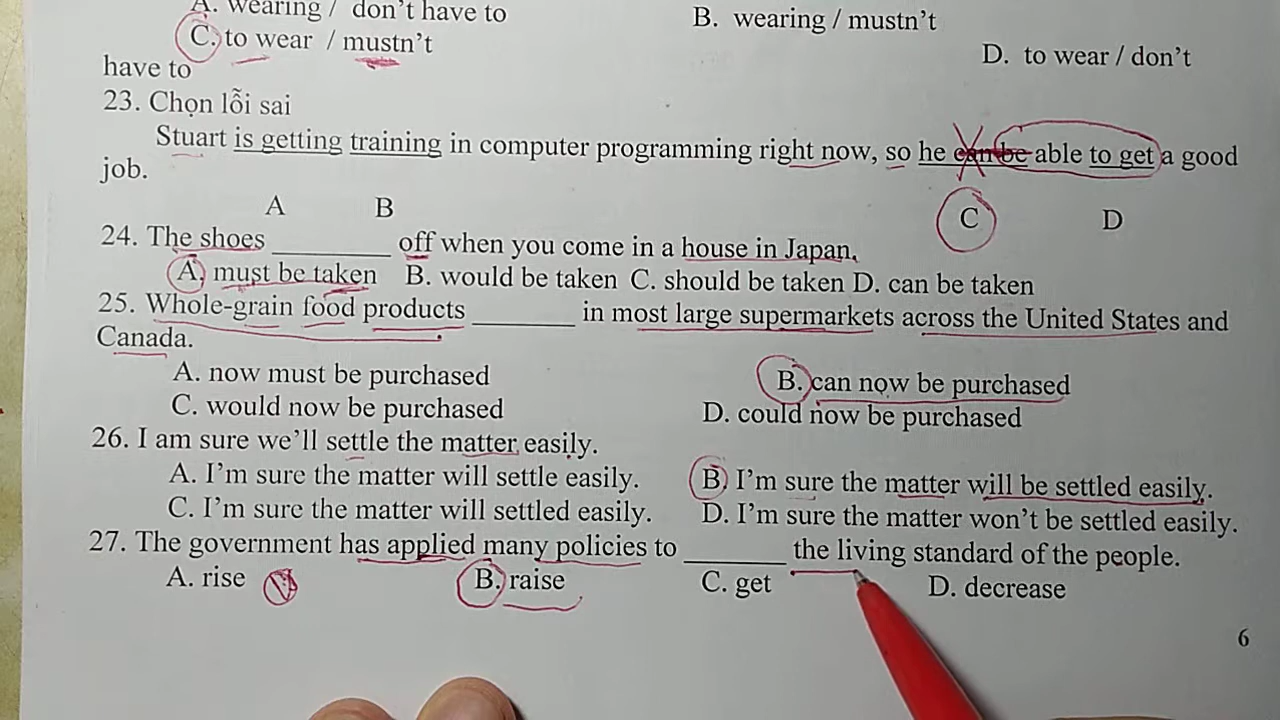 A. wearing / don't have to B. wearing / mustn't
C. to wear / mustn't D. to wear / don't
have to
23. Chọn lỗi sai
Stuart is getting training in computer programming right now, so he can be able to get a good
job.
A B C D
24. The shoes ________ off when you come in a house in Japan.
A. must be taken B. would be taken C. should be taken D. can be taken
25. Whole-grain food products _______ in most large supermarkets across the United States and
Canada.
A. now must be purchased B. can now be purchased
C. would now be purchased D. could now be purchased
26. I am sure we'll settle the matter easily.
A. I'm sure the matter will settle easily. B. I'm sure the matter will be settled easily.
C. I'm sure the matter will settled easily. D. I'm sure the matter won't be settled easily.
27. The government has applied many policies to _______ the living standard of the people.
A. rise B. raise C. get D. decrease
6